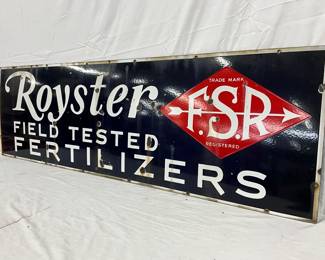 Royster
FIELD TESTED
FERTILIZERS
TRADE MARK
F.S.R
REGISTERED